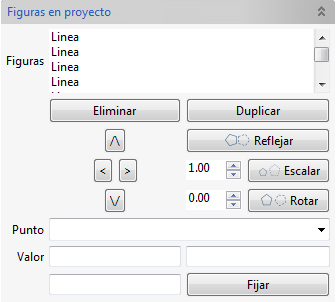 Figuras en proyecto
Linea
Linea
Figuras
Linea
Linea
Eliminar Duplicar
Λ Reflejar
< > 1.00 Escalar
V 0.00 Rotar
Punto
Valor
Fijar